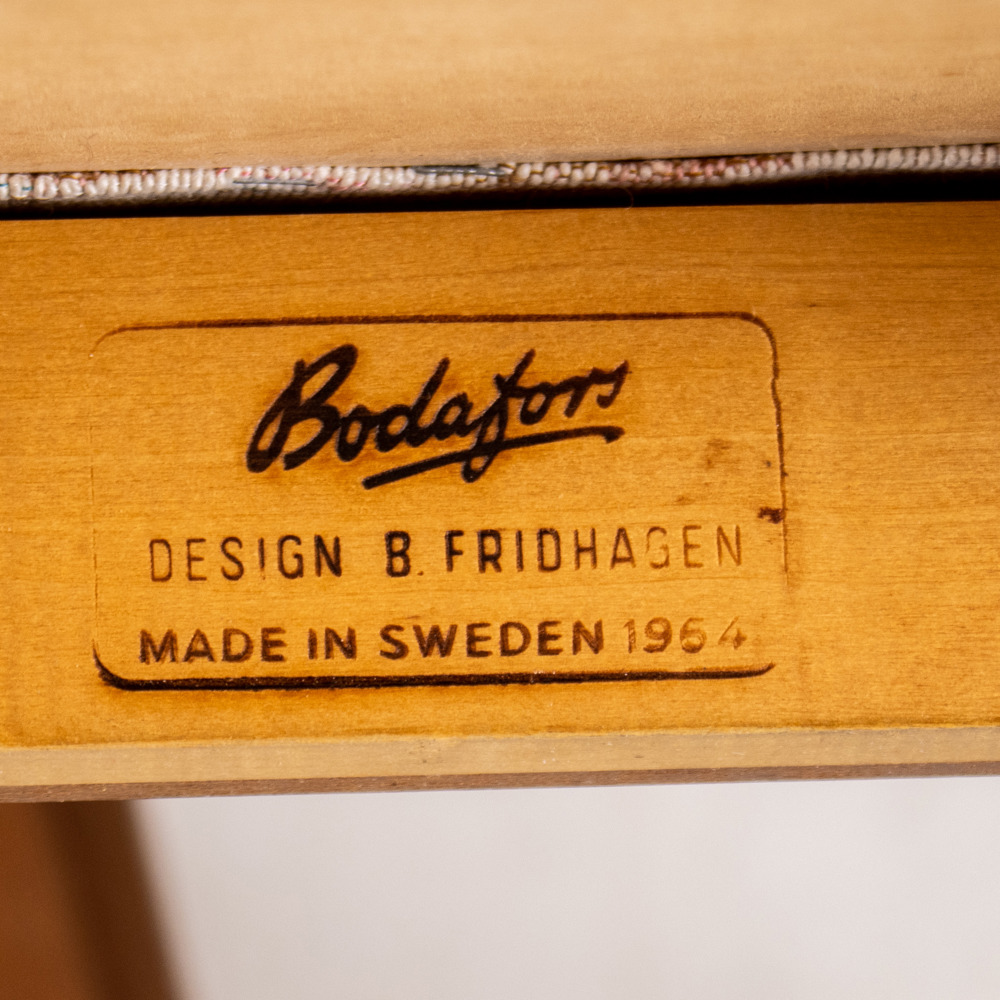 Bodafors
DESIGN B. FRIDHAGEN
MADE IN SWEDEN 1964